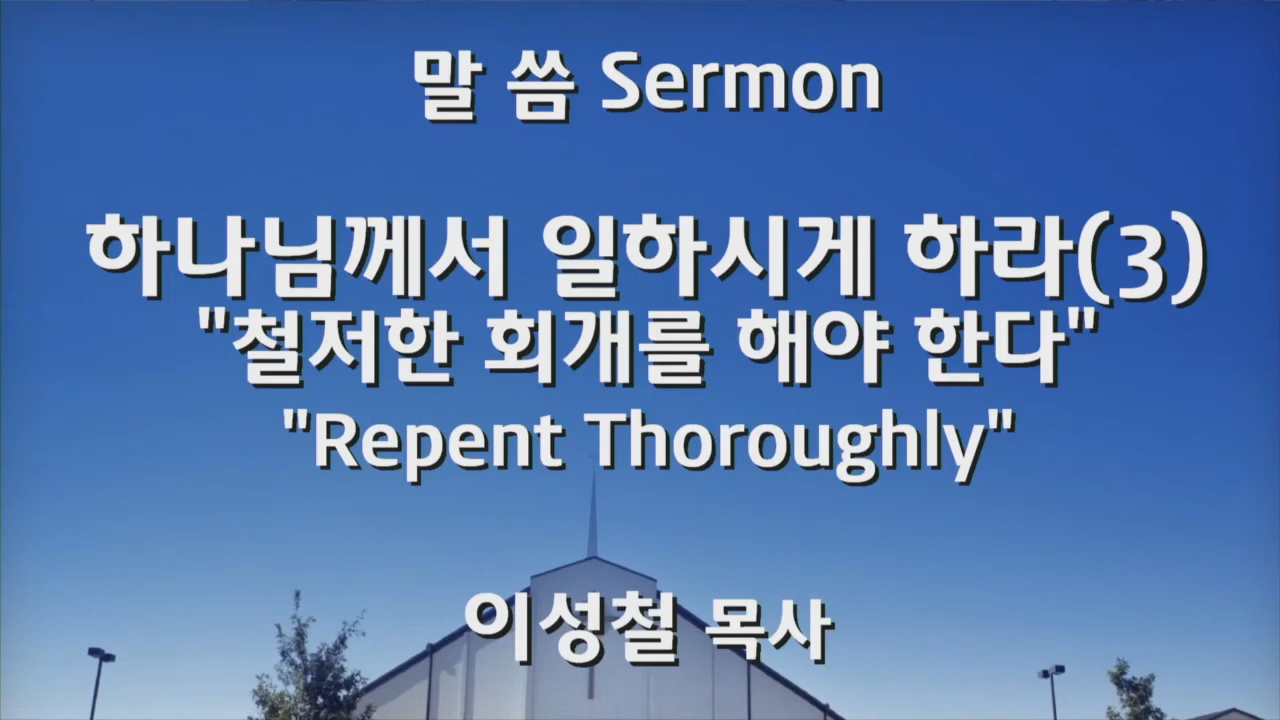 말 씀 Sermon
하나님께서 일하시게 하라(3)
"철저한 회개를 해야 한다"
"Repent Thoroughly"
이성철 목사